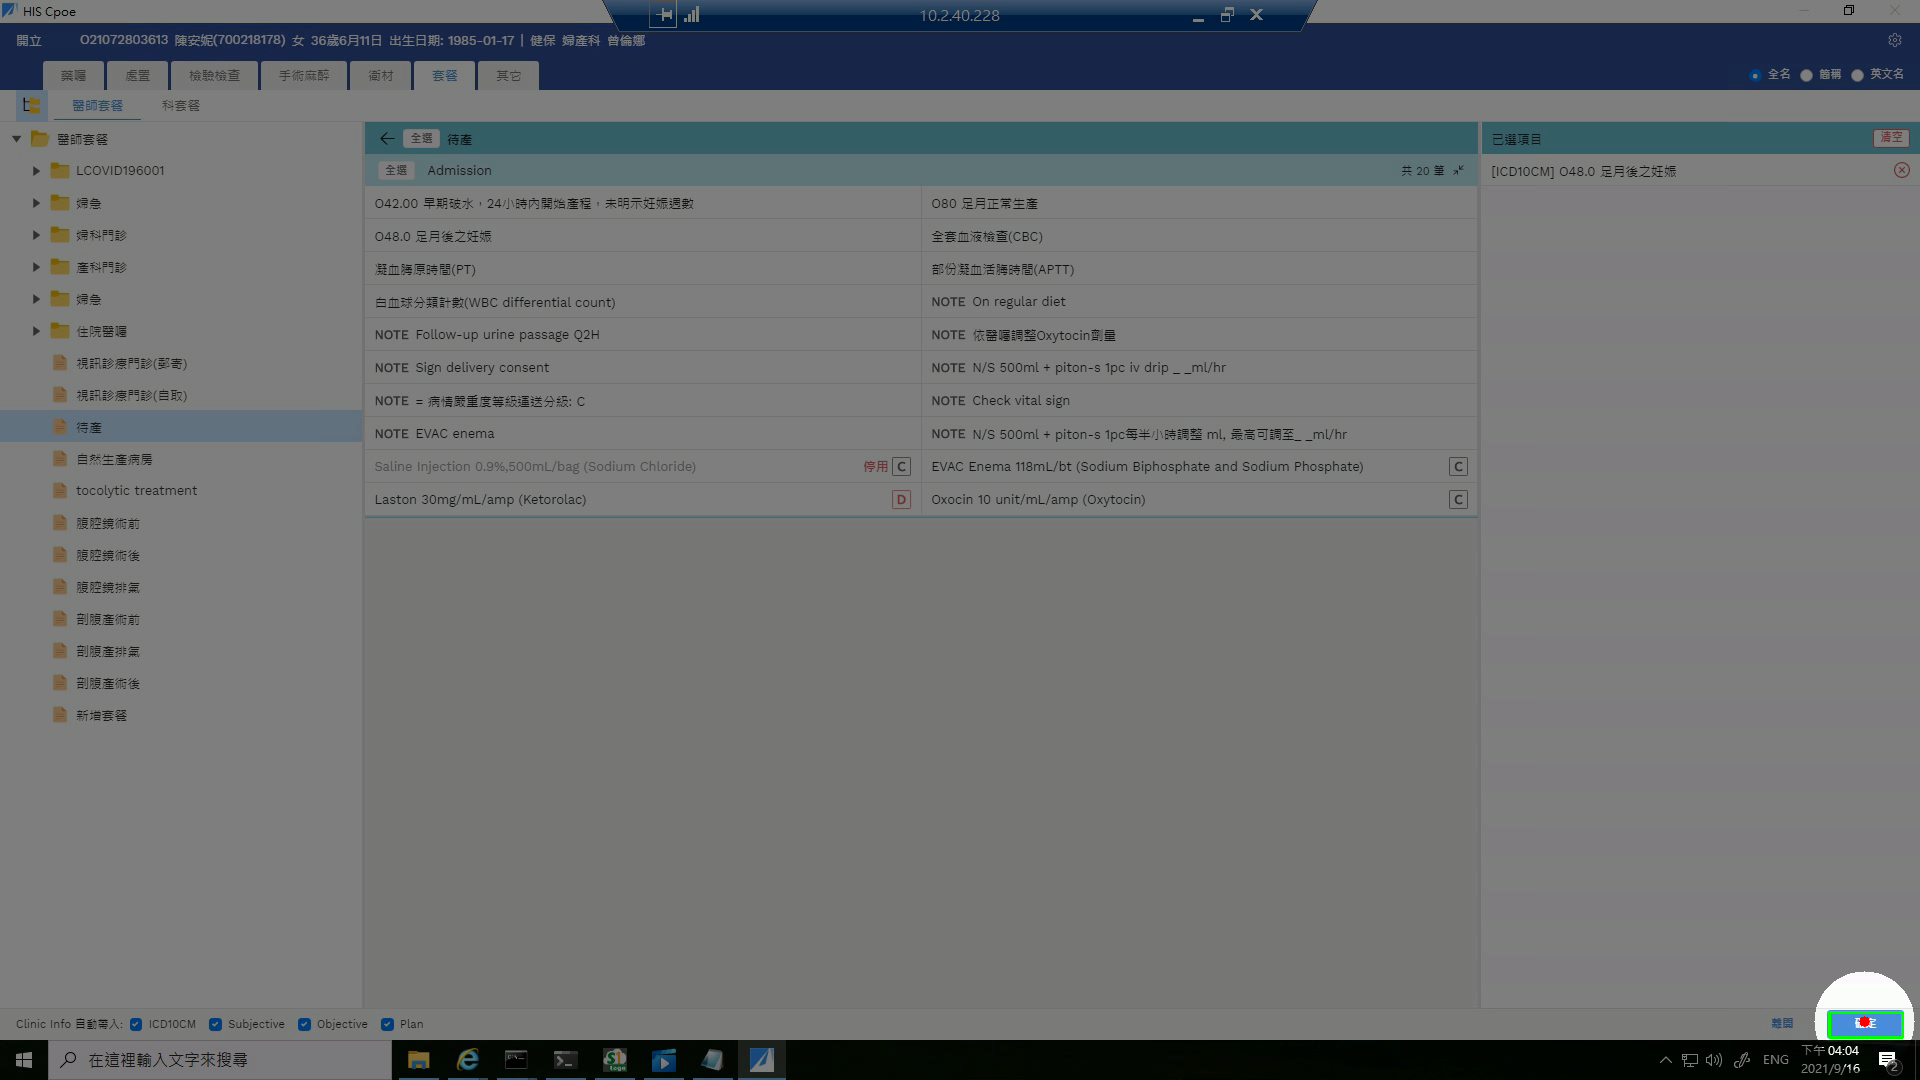 HIS Cpoe
10.2.40.228
開立 O21072803613 陳安妮(700218178) 女 36歲6月11日 出生日期: 1985-01-17 | 健保 婦產科 曾倫娜
藥囑 處置 檢驗檢查 手術麻醉 衛材 套餐 其它
全名 簡稱 英文名
醫師套餐 科套餐
醫師套餐
LCOVID196001
婦急
婦科門診
產科門診
婦急
住院醫囑
視訊診療門診(郵寄)
視訊診療門診(自取)
待產
自然生產病房
tocolytic treatment
腹腔鏡術前
腹腔鏡術後
腹腔鏡排氣
剖腹產術前
剖腹產排氣
剖腹產術後
新增套餐
全選 待產
全選 Admission 共 20 筆
O42.00 早期破水，24小時內開始產程，未明示妊娠週數 O80 足月正常生產
O48.0 足月後之妊娠 全套血液檢查(CBC)
凝血酶原時間(PT) 部份凝血活酶時間(APTT)
白血球分類計數(WBC differential count) NOTE On regular diet
NOTE Follow-up urine passage Q2H NOTE 依醫囑調整Oxytocin劑量
NOTE Sign delivery consent NOTE N/S 500ml + piton-s 1pc iv drip _ _ml/hr
NOTE = 病情嚴重度等級運送分級: C NOTE Check vital sign
NOTE EVAC enema NOTE N/S 500ml + piton-s 1pc每半小時調整 ml, 最高可調至_ _ml/hr
Saline Injection 0.9%,500mL/bag (Sodium Chloride) 停用 C EVAC Enema 118mL/bt (Sodium Biphosphate and Sodium Phosphate) C
Laston 30mg/mL/amp (Ketorolac) D Oxocin 10 unit/mL/amp (Oxytocin) C
已選項目 清空
[ICD10CM] O48.0 足月後之妊娠
Clinic Info 自動帶入: ICD10CM Subjective Objective Plan
離開
在這裡輸入文字來搜尋
ENG
下午 04:04
2021/9/16
2